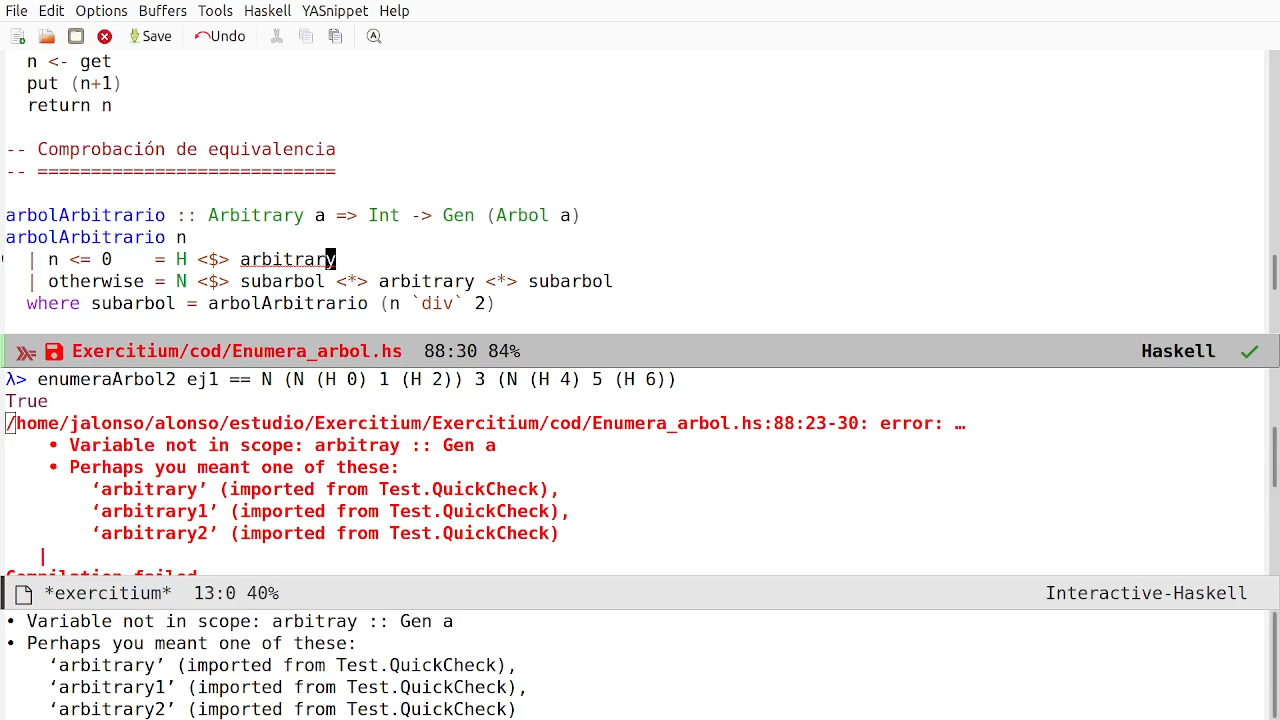 File Edit Options Buffers Tools Haskell YASnippet Help
Save Undo
  n <- get
  put (n+1)
  return n
-- Comprobación de equivalencia
-- ============================
arbolArbitrario :: Arbitrary a => Int -> Gen (Arbol a)
arbolArbitrario n
  | n <= 0    = H <$> arbitrary
  | otherwise = N <$> subarbol <*> arbitrary <*> subarbol
  where subarbol = arbolArbitrario (n `div` 2)
Exercitium/cod/Enumera_arbol.hs 88:30 84% Haskell
λ> enumeraArbol2 ej1 == N (N (H 0) 1 (H 2)) 3 (N (H 4) 5 (H 6))
True
/home/jalonso/alonso/estudio/Exercitium/Exercitium/cod/Enumera_arbol.hs:88:23-30: error: …
    • Variable not in scope: arbitray :: Gen a
    • Perhaps you meant one of these:
        ‘arbitrary’ (imported from Test.QuickCheck),
        ‘arbitrary1’ (imported from Test.QuickCheck),
        ‘arbitrary2’ (imported from Test.QuickCheck)
   |
Compilation failed.
*exercitium* 13:0 40% Interactive-Haskell
• Variable not in scope: arbitray :: Gen a
• Perhaps you meant one of these:
    ‘arbitrary’ (imported from Test.QuickCheck),
    ‘arbitrary1’ (imported from Test.QuickCheck),
    ‘arbitrary2’ (imported from Test.QuickCheck)